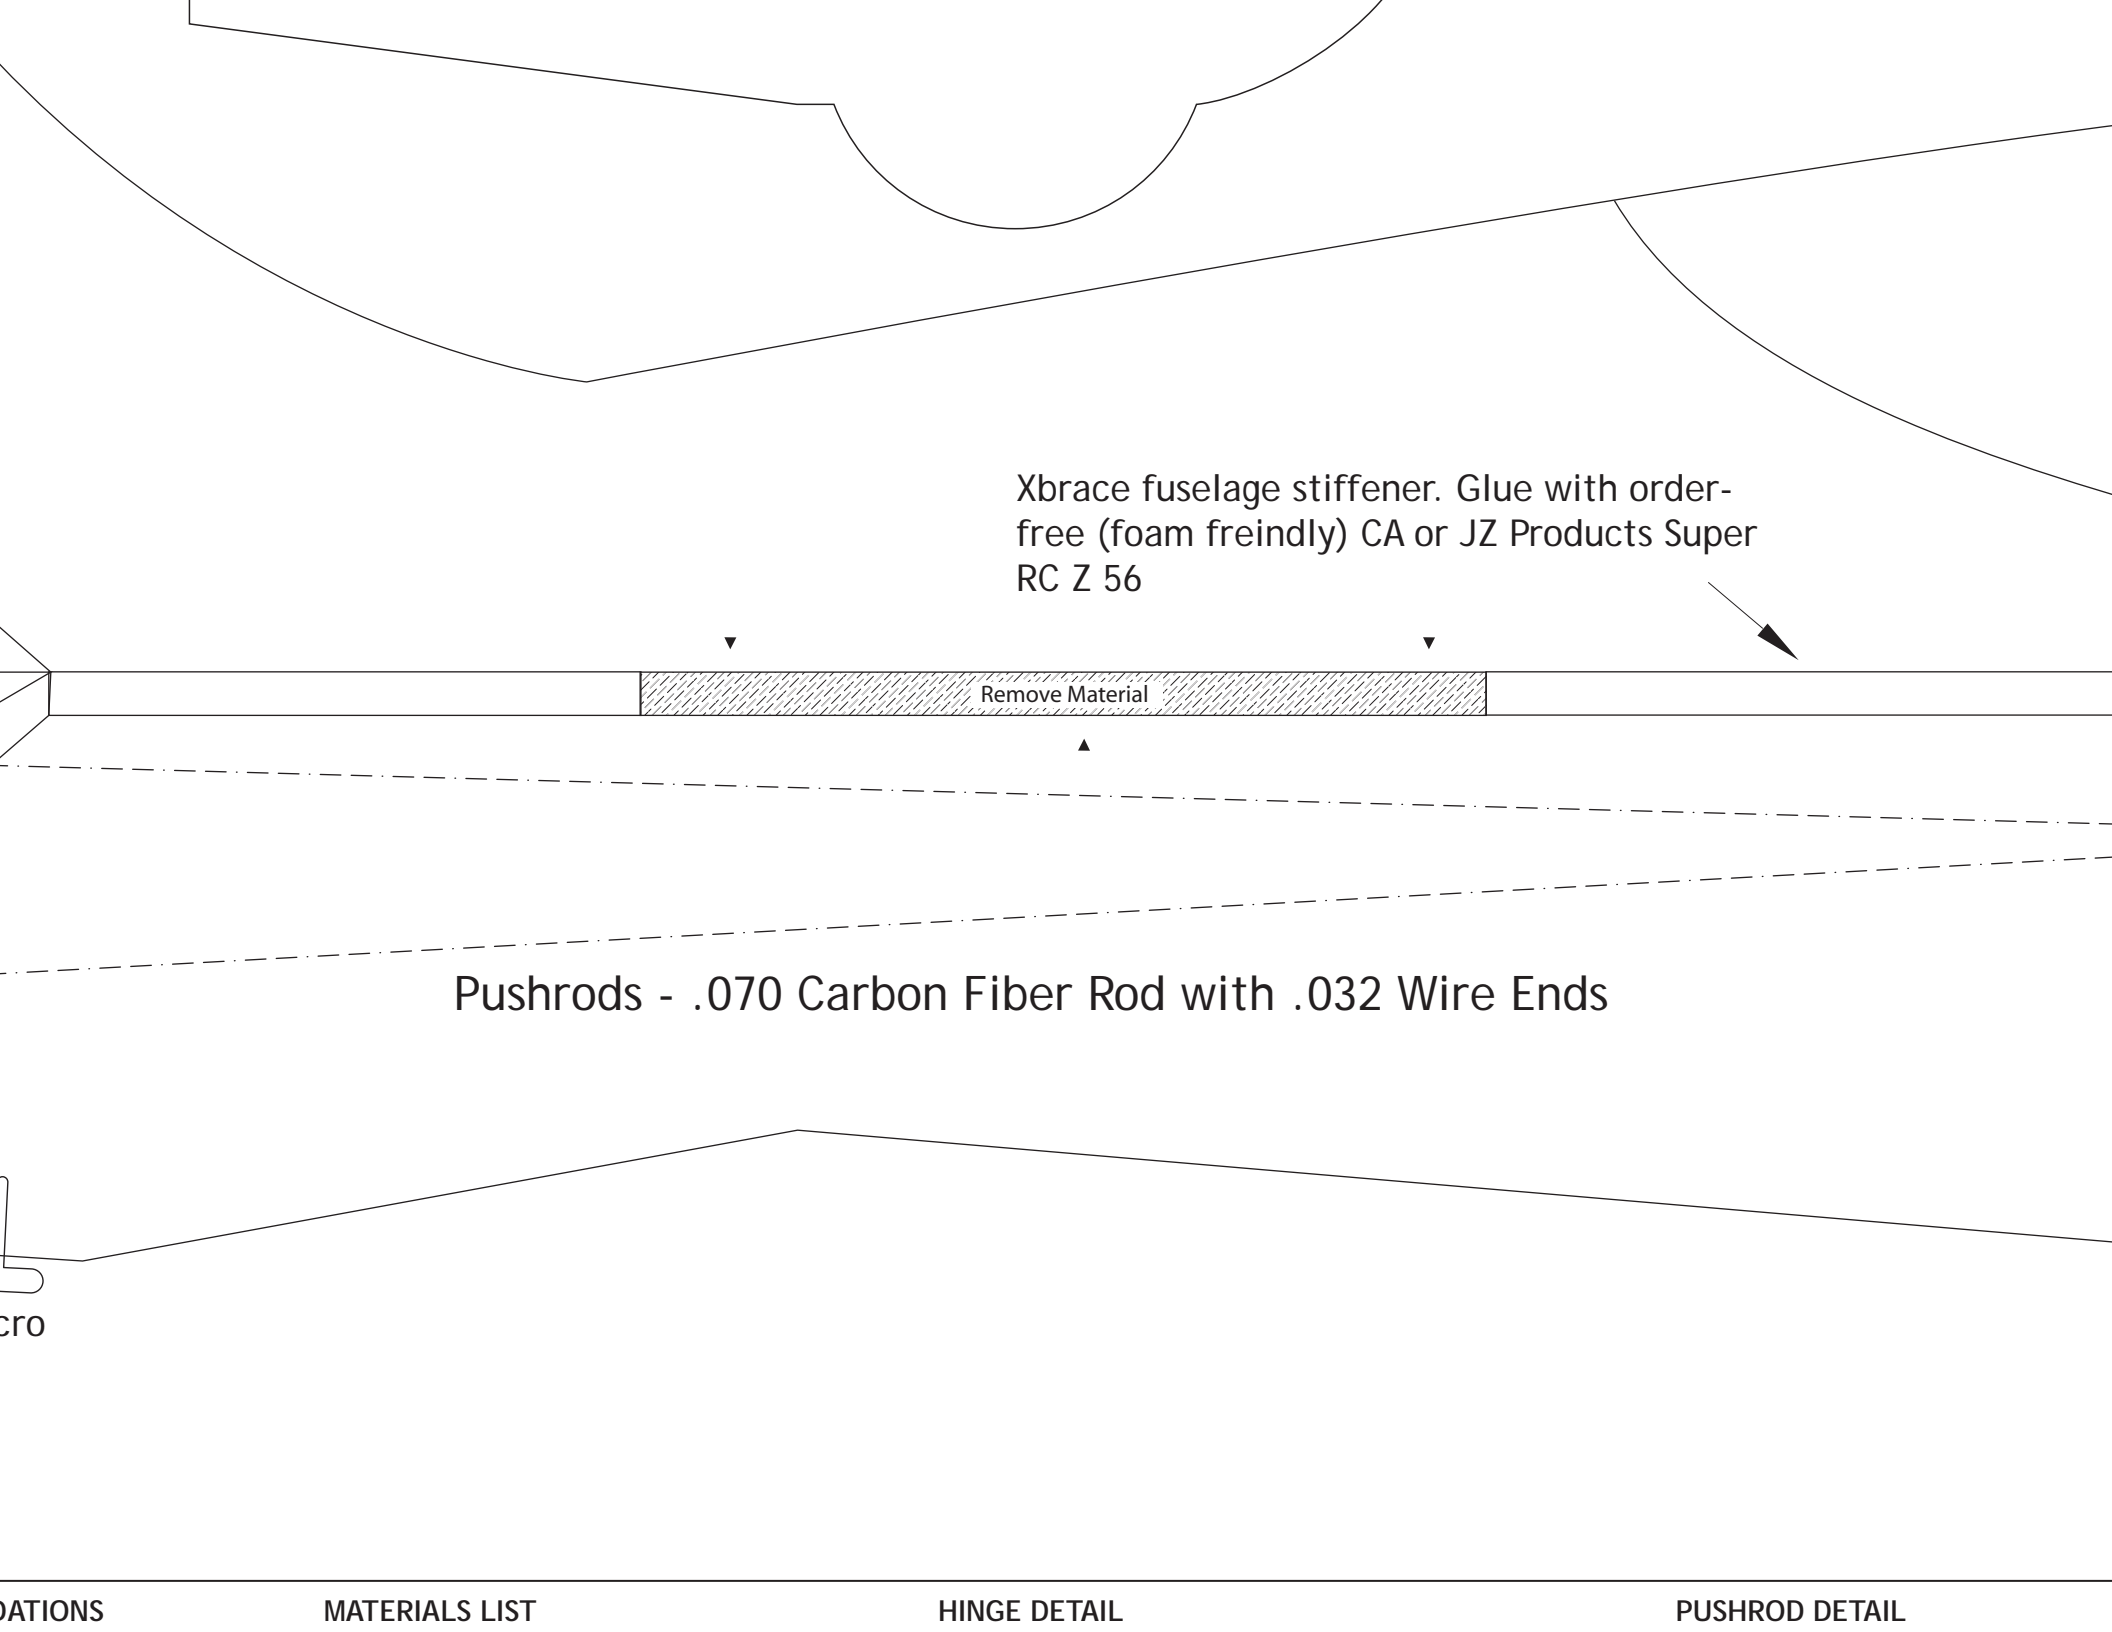 Xbrace fuselage stiffener. Glue with order-
free (foam freindly) CA or JZ Products Super
RC Z 56
Remove Material
Pushrods - .070 Carbon Fiber Rod with .032 Wire Ends
cro
DATIONS
MATERIALS LIST
HINGE DETAIL
PUSHROD DETAIL